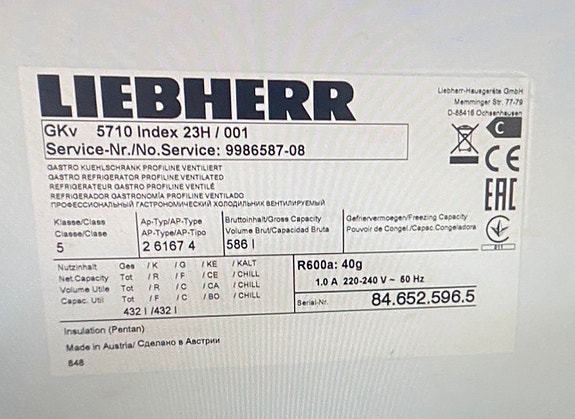 LIEBHERR
Liebherr-Hausgeräte GmbH
Memminger Str. 77-79
D-88416 Ochsenhausen
GKv 5710 Index 23H / 001
Service-Nr./No.Service: 9986587-08
C
CE
EAC
GASTRO KUEHLSCHRANK PROFILINE VENTILIERT
GASTRO REFRIGERATOR PROFILINE VENTILATED
REFRIGERATEUR GASTRO PROFILINE VENTILÉ
REFRIGERADOR GASTRONOMÍA PROFILINE VENTILADO
ПРОФЕССИОНАЛЬНЫЙ ГАСТРОНОМИЧЕСКИЙ ХОЛОДИЛЬНИК ВЕНТИЛИРУЕМЫЙ
Klasse/Class Ap-Typ/AP-Type Bruttoinhalt/Gross Capacity Gefriervermoegen/Freezing Capacity
Classe/Clase AP-Type/AP-Tipo Volume Brut/Capacidad Bruta Pouvoir de Congel./Capac.Congeladora
5 2 6167 4 586 l
011
Nutzinhalt Ges / K / G / KE / KALT
Net.Capacity Tot / R / F / CE / CHILL
Volume Utile Tot / R / C / CA / CHILL
Capac. Util Tot / F / C / BO / CHILL
432 l /432 l
R600a: 40g
1.0 A 220-240 V ~ 50 Hz
Serial-Nr. 84.652.596.5
Insulation (Pentan)
Made in Austria/ Сделано в Австрии
848